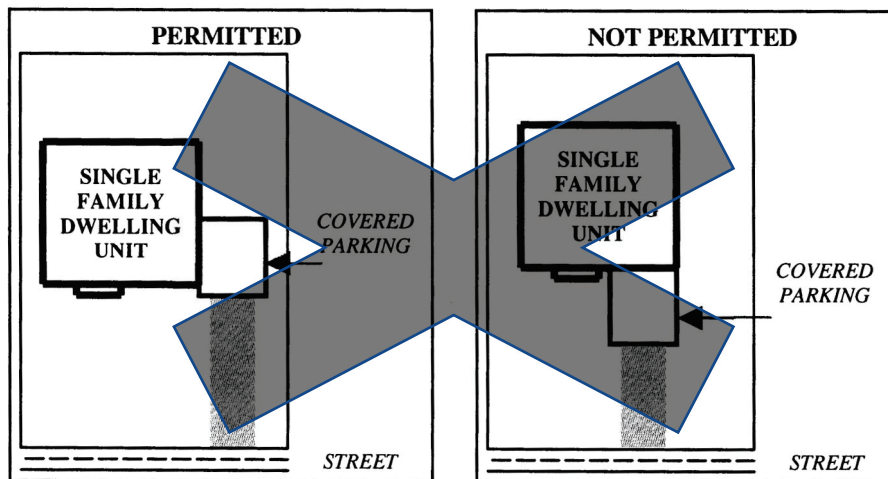 PERMITTED
SINGLE
FAMILY
DWELLING
UNIT
COVERED
PARKING
STREET
NOT PERMITTED
SINGLE
FAMILY
DWELLING
UNIT
COVERED
PARKING
STREET